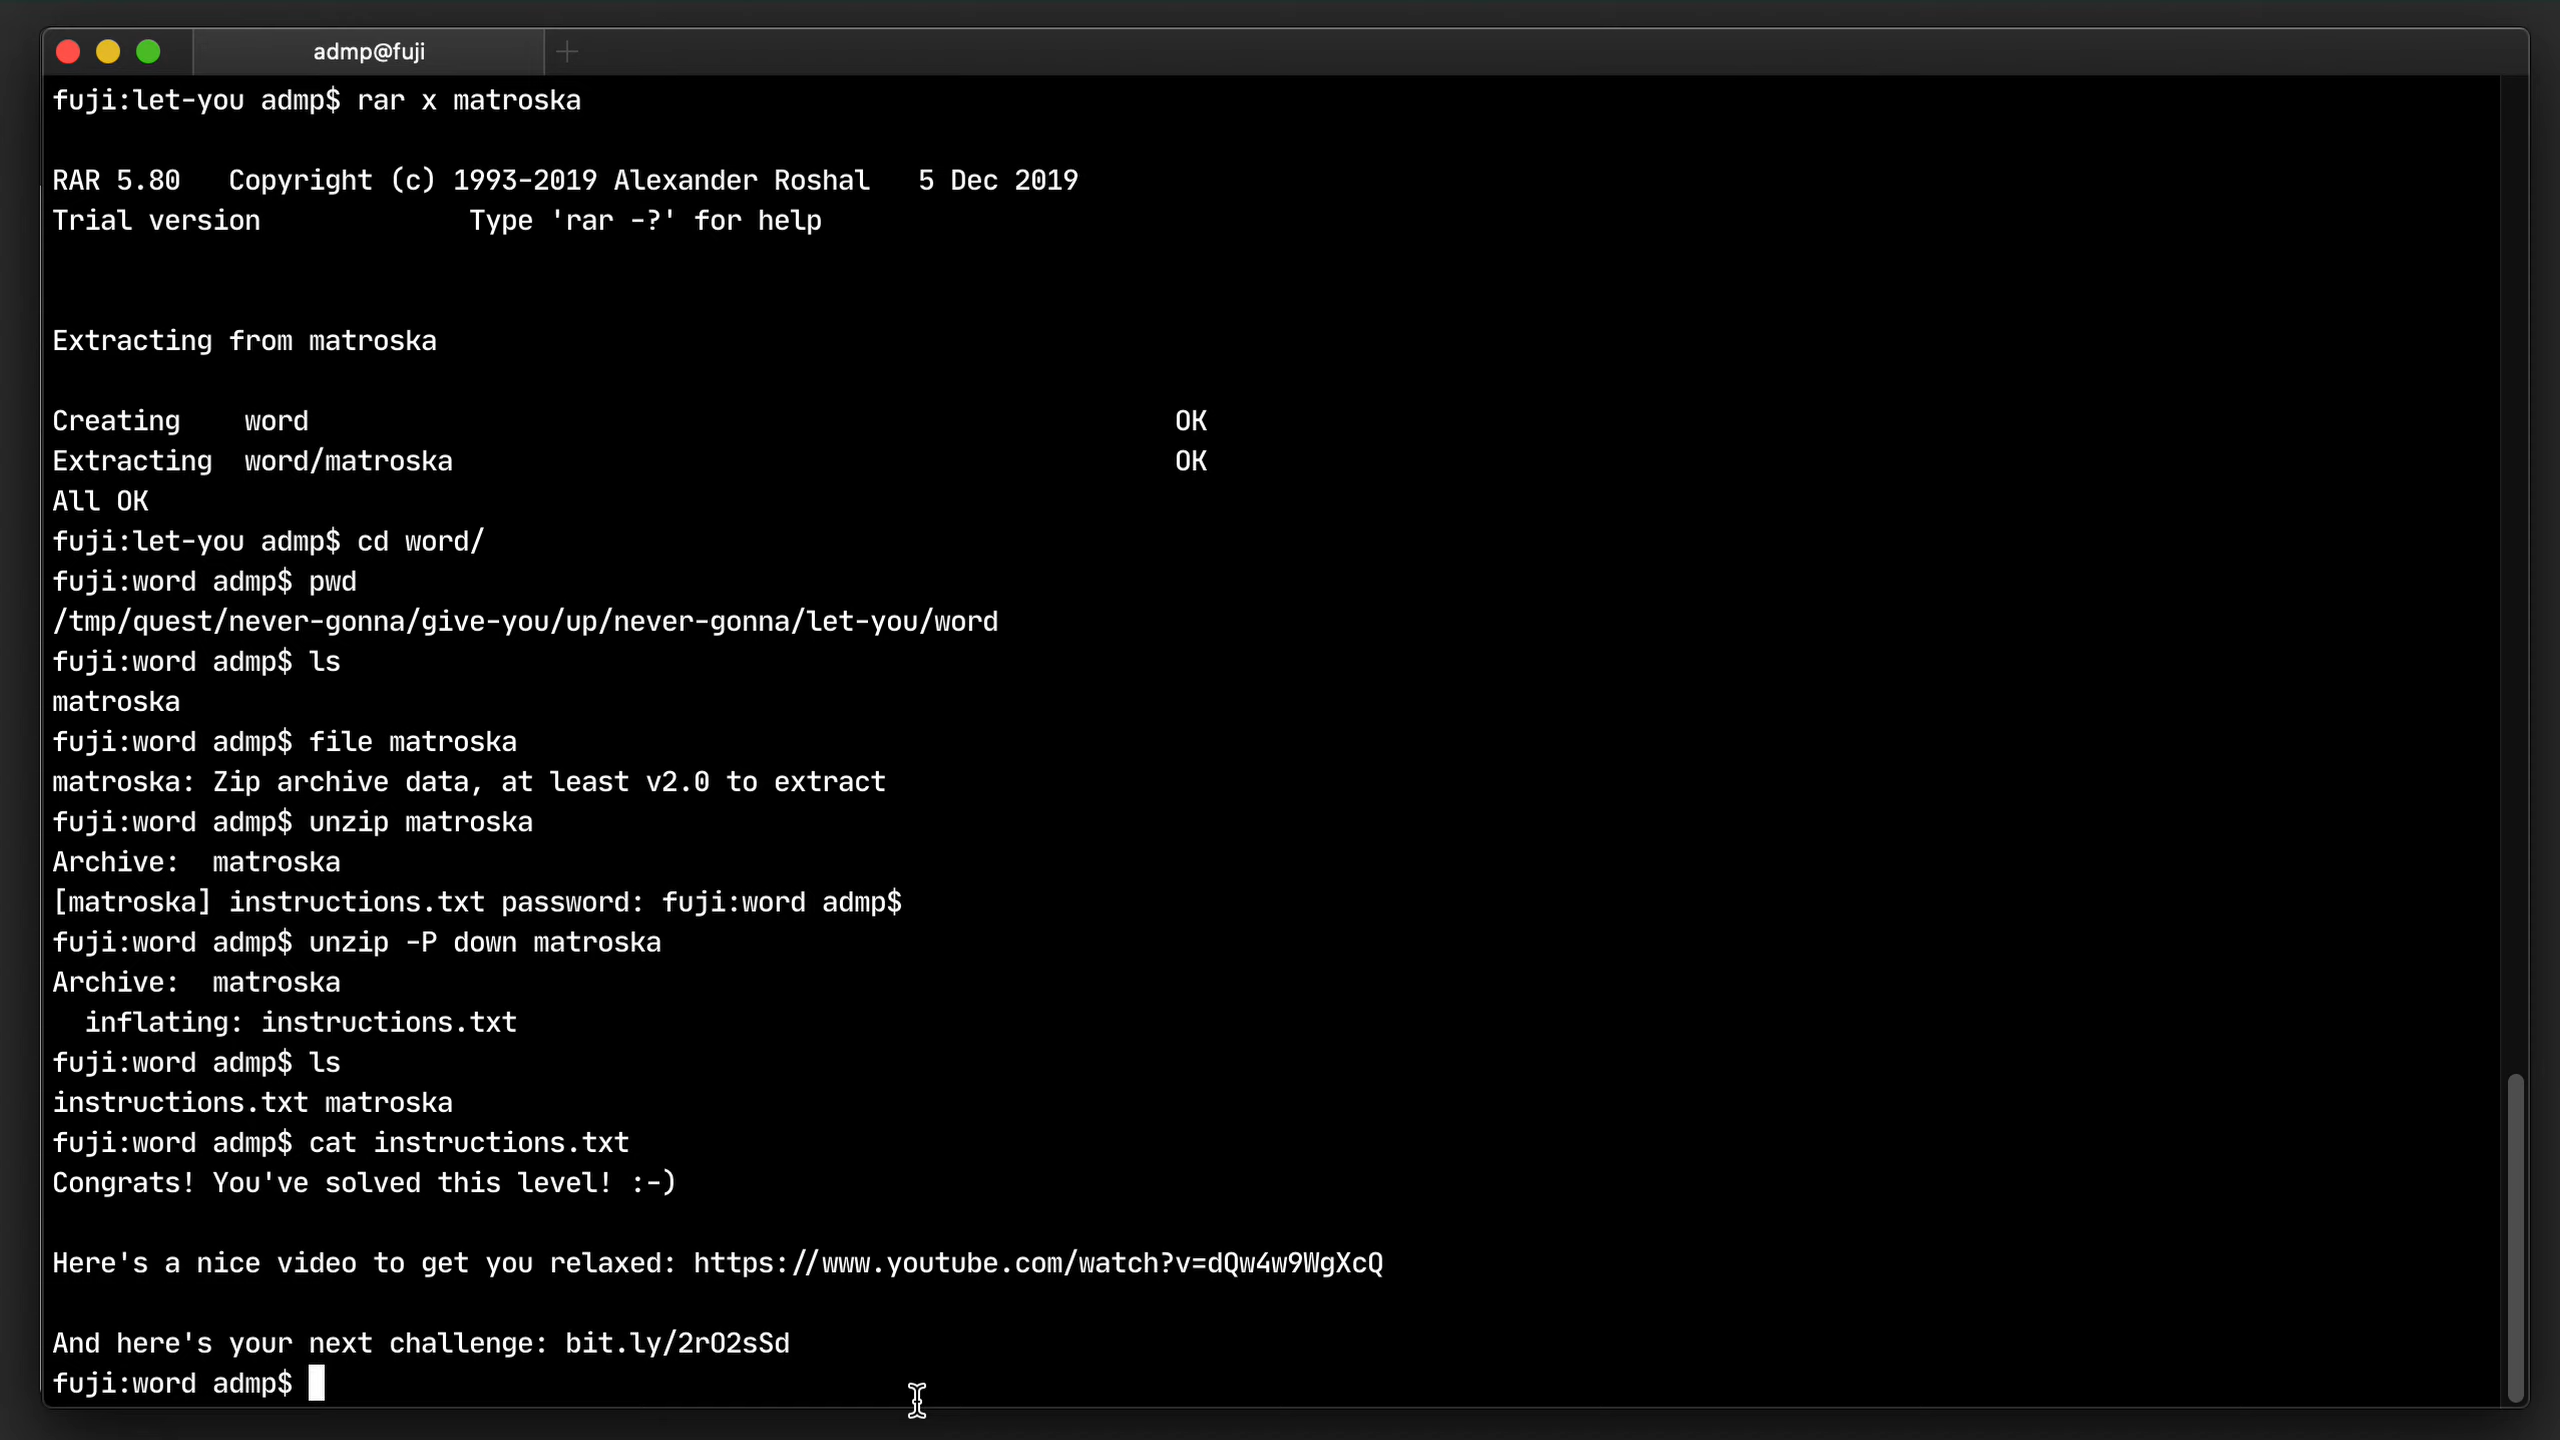 admp@fuji
fuji:let-you admp$ rar x matroska
RAR 5.80   Copyright (c) 1993-2019 Alexander Roshal   5 Dec 2019
Trial version             Type 'rar -?' for help
Extracting from matroska
Creating    word                                                      OK
Extracting  word/matroska                                             OK
All OK
fuji:let-you admp$ cd word/
fuji:word admp$ pwd
/tmp/quest/never-gonna/give-you/up/never-gonna/let-you/word
fuji:word admp$ ls
matroska
fuji:word admp$ file matroska
matroska: Zip archive data, at least v2.0 to extract
fuji:word admp$ unzip matroska
Archive:  matroska
[matroska] instructions.txt password: fuji:word admp$
fuji:word admp$ unzip -P down matroska
Archive:  matroska
  inflating: instructions.txt
fuji:word admp$ ls
instructions.txt matroska
fuji:word admp$ cat instructions.txt
Congrats! You've solved this level! :-)
Here's a nice video to get you relaxed: https://www.youtube.com/watch?v=dQw4w9WgXcQ
And here's your next challenge: bit.ly/2rO2sSd
fuji:word admp$